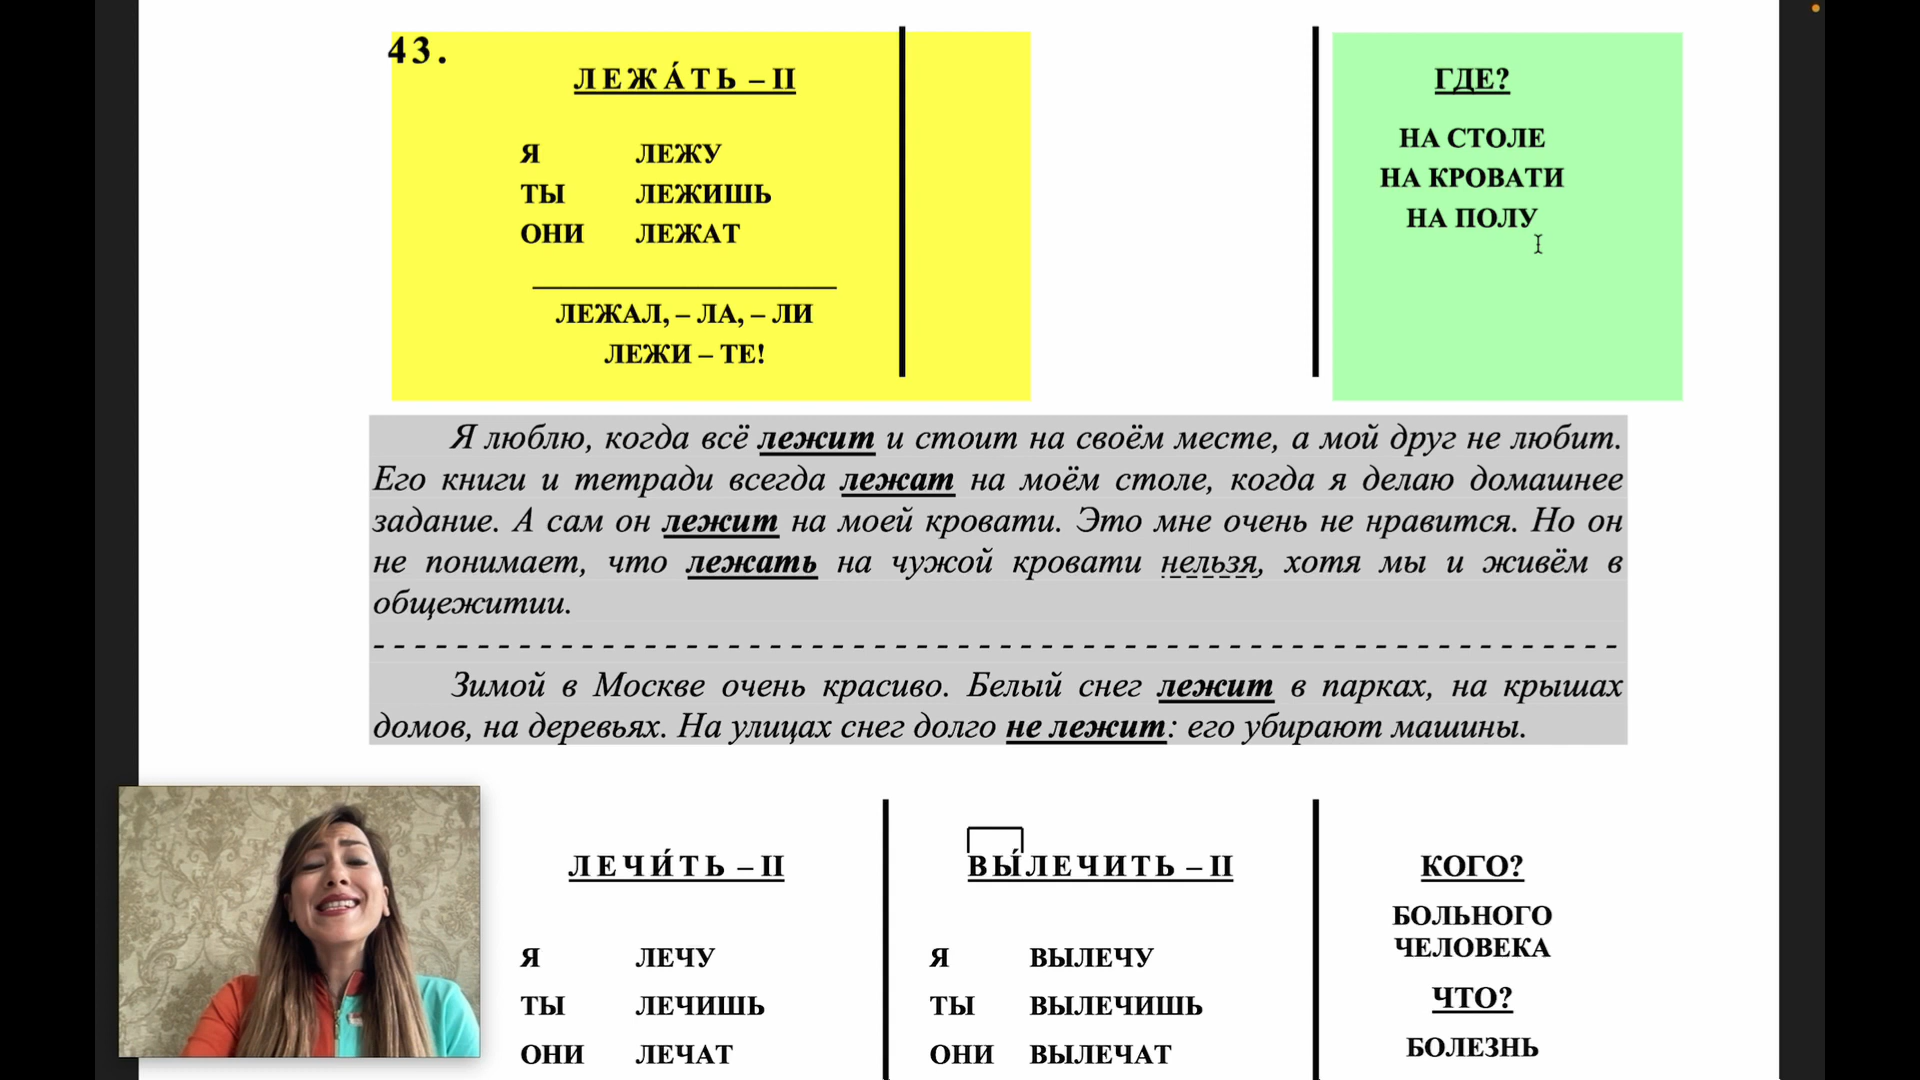 43.
ЛЕЖА́ТЬ – II
Я ЛЕЖУ
ТЫ ЛЕЖИШЬ
ОНИ ЛЕЖАТ
ЛЕЖАЛ, – ЛА, – ЛИ
ЛЕЖИ – ТЕ!
ГДЕ?
НА СТОЛЕ
НА КРОВАТИ
НА ПОЛУ
Я люблю, когда всё лежит и стоит на своём месте, а мой друг не любит.
Его книги и тетради всегда лежат на моём столе, когда я делаю домашнее
задание. А сам он лежит на моей кровати. Это мне очень не нравится. Но он
не понимает, что лежать на чужой кровати нельзя, хотя мы и живём в
общежитии.
Зимой в Москве очень красиво. Белый снег лежит в парках, на крышах
домов, на деревьях. На улицах снег долго не лежит: его убирают машины.
ЛЕЧИ́ТЬ – II
Я ЛЕЧУ
ТЫ ЛЕЧИШЬ
ОНИ ЛЕЧАТ
ВЫ́ЛЕЧИТЬ – II
Я ВЫЛЕЧУ
ТЫ ВЫЛЕЧИШЬ
ОНИ ВЫЛЕЧАТ
КОГО?
БОЛЬНОГО
ЧЕЛОВЕКА
ЧТО?
БОЛЕЗНЬ